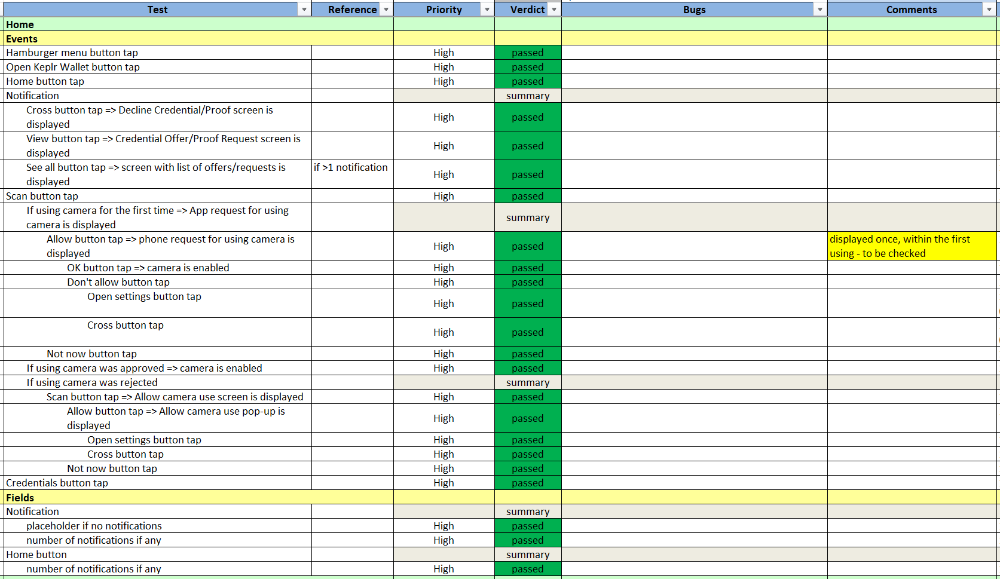 Test Reference Priority Verdict Bugs Comments
Home
Events
Hamburger menu button tap High passed
Open Keplr Wallet button tap High passed
Home button tap High passed
Notification summary
Cross button tap => Decline Credential/Proof screen is
displayed High passed
View button tap => Credential Offer/Proof Request screen is
displayed High passed
See all button tap => screen with list of offers/requests is
displayed if >1 notification High passed
Scan button tap High passed
If using camera for the first time => App request for using
camera is displayed summary
Allow button tap => phone request for using camera is
displayed High passed displayed once, within the first
using - to be checked
OK button tap => camera is enabled High passed
Don't allow button tap High passed
Open settings button tap High passed
Cross button tap High passed
Not now button tap High passed
If using camera was approved => camera is enabled High passed
If using camera was rejected summary
Scan button tap => Allow camera use screen is displayed High passed
Allow button tap => Allow camera use pop-up is
displayed High passed
Open settings button tap High passed
Cross button tap High passed
Not now button tap High passed
Credentials button tap High passed
Fields
Notification summary
placeholder if no notifications High passed
number of notifications if any High passed
Home button summary
number of notifications if any High passed